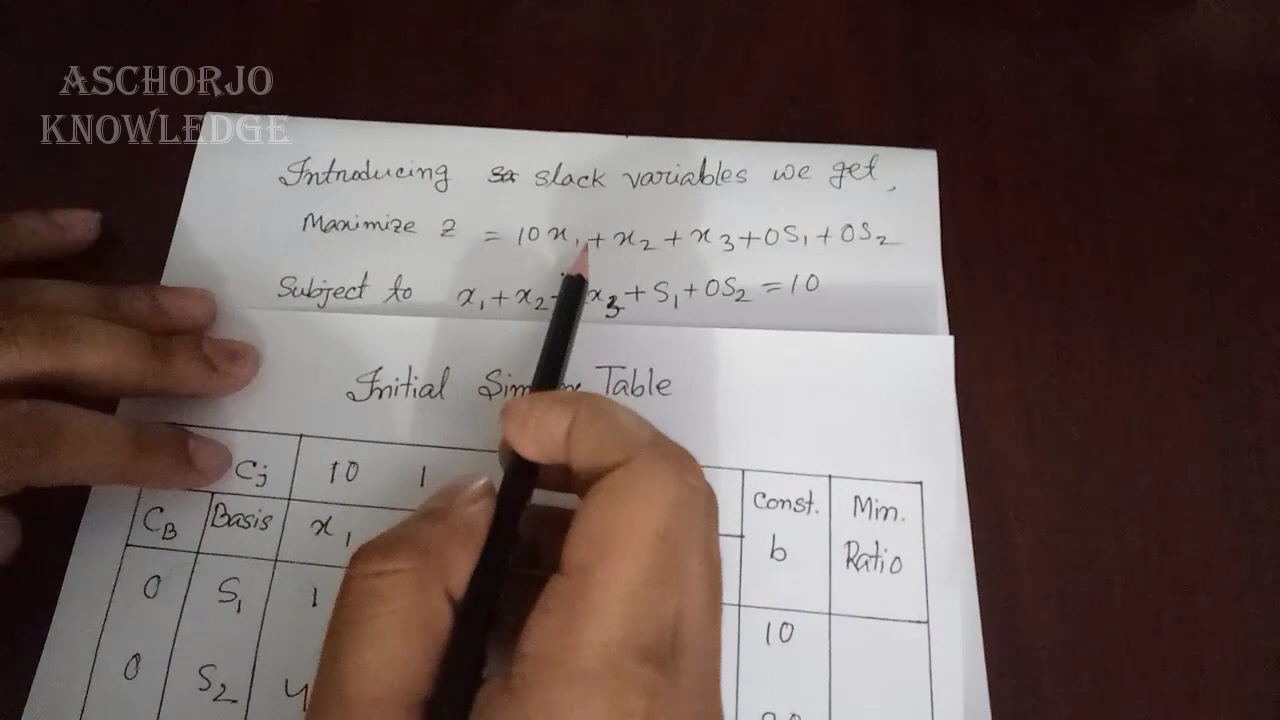 ASCHORJO
KNOWLEDGE
Introducing slack variables we get,
Maximize z = 10x₁ + x₂ + x₃ + 0S₁ + 0S₂
Subject to x₁ + x₂ x₃ + S₁ + 0S₂ = 10
Initial Table
Cj 10 1
C_B Basis x₁ Const. b Min. Ratio
0 S₁ 1 10
0 S₂ 4